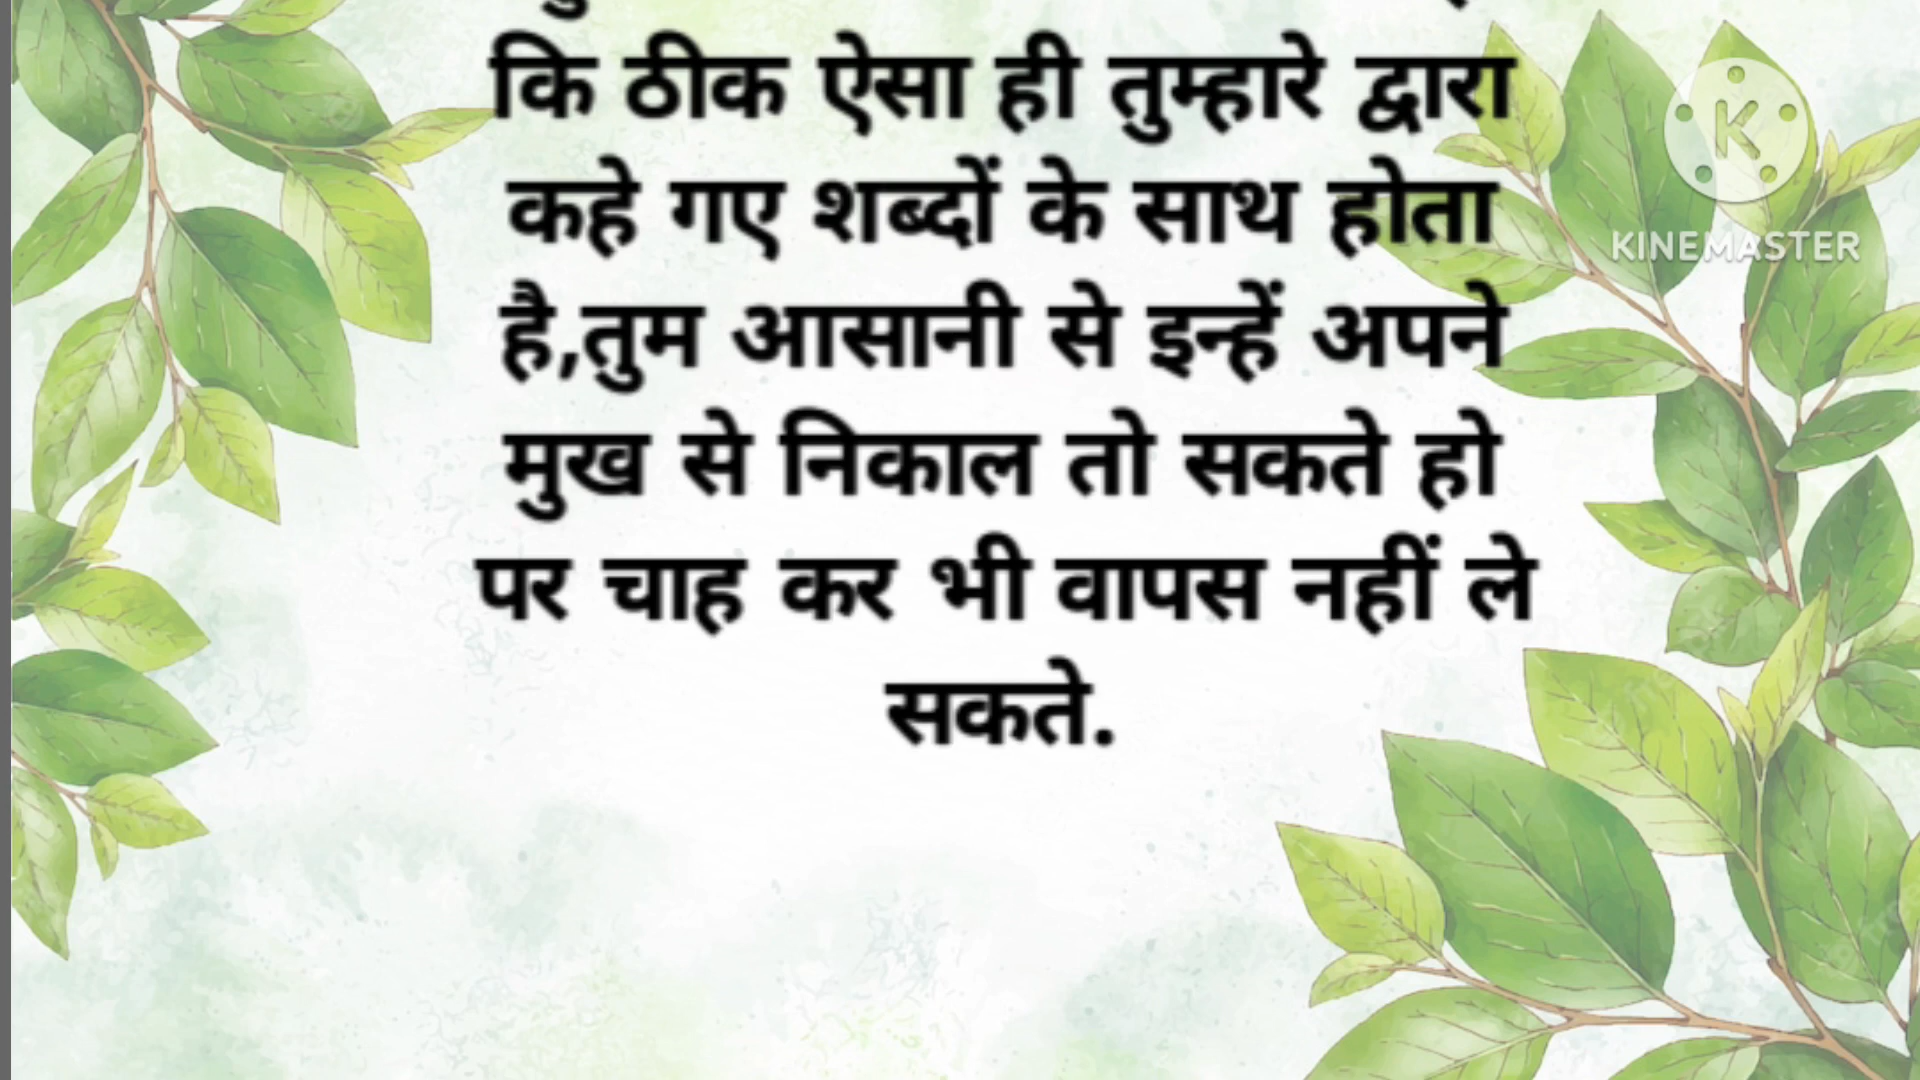 कि ठीक ऐसा ही तुम्हारे द्वारा
कहे गए शब्दों के साथ होता
है,तुम आसानी से इन्हें अपने
मुख से निकाल तो सकते हो
पर चाह कर भी वापस नहीं ले
सकते.
K
KINEMASTER